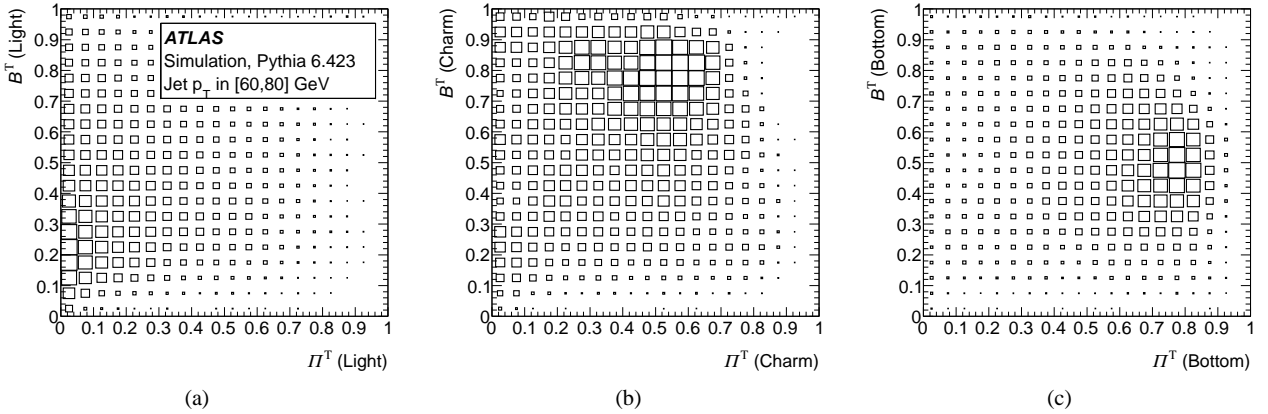 B^T (Light)
1
0.9
0.8
0.7
0.6
0.5
0.4
0.3
0.2
0.1
0
ATLAS
Simulation, Pythia 6.423
Jet p_T in [60,80] GeV
0 0.1 0.2 0.3 0.4 0.5 0.6 0.7 0.8 0.9 1
Π^T (Light)
(a)
B^T (Charm)
1
0.9
0.8
0.7
0.6
0.5
0.4
0.3
0.2
0.1
0
0 0.1 0.2 0.3 0.4 0.5 0.6 0.7 0.8 0.9 1
Π^T (Charm)
(b)
B^T (Bottom)
1
0.9
0.8
0.7
0.6
0.5
0.4
0.3
0.2
0.1
0
0 0.1 0.2 0.3 0.4 0.5 0.6 0.7 0.8 0.9 1
Π^T (Bottom)
(c)